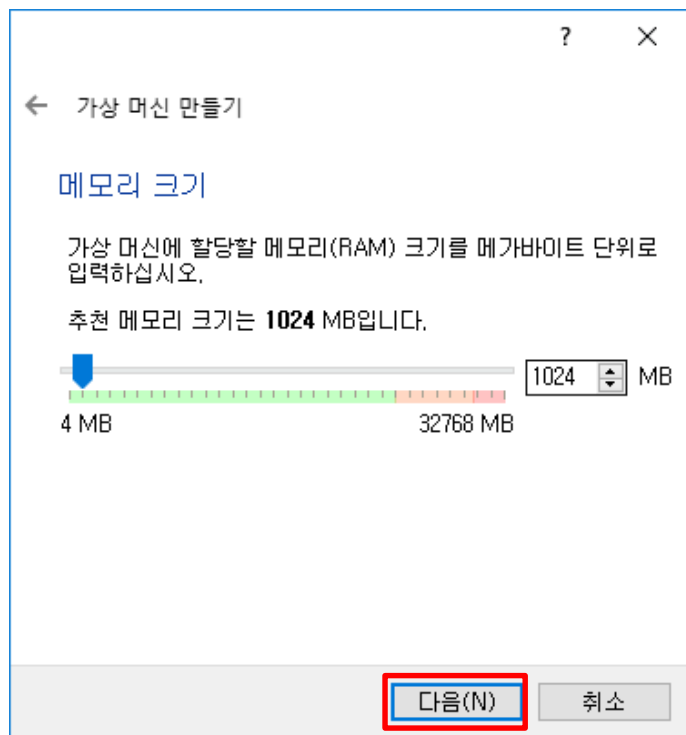 ?
가상 머신 만들기
메모리 크기
가상 머신에 할당할 메모리(RAM) 크기를 메가바이트 단위로
입력하십시오.
추천 메모리 크기는 1024 MB입니다.
1024 MB
4 MB 32768 MB
다음(N) 취소